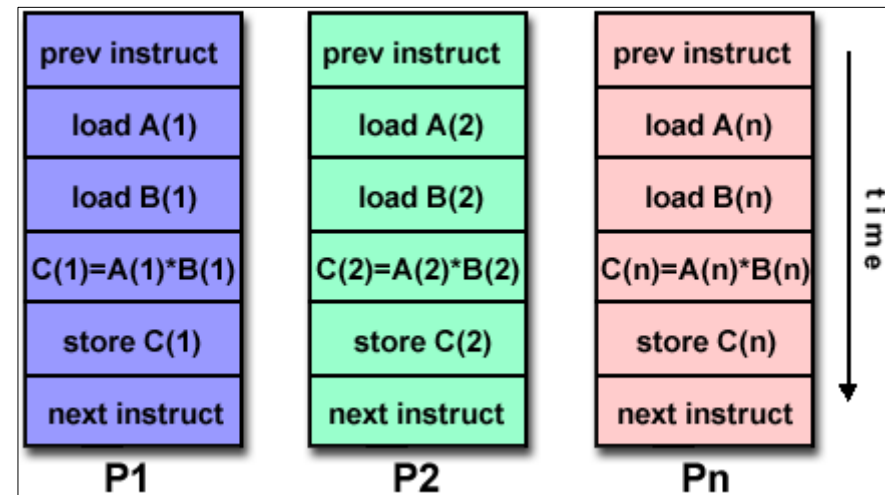 prev instruct
load A(1)
load B(1)
C(1)=A(1)*B(1)
store C(1)
next instruct
P1
prev instruct
load A(2)
load B(2)
C(2)=A(2)*B(2)
store C(2)
next instruct
P2
prev instruct
load A(n)
load B(n)
C(n)=A(n)*B(n)
store C(n)
next instruct
Pn
time